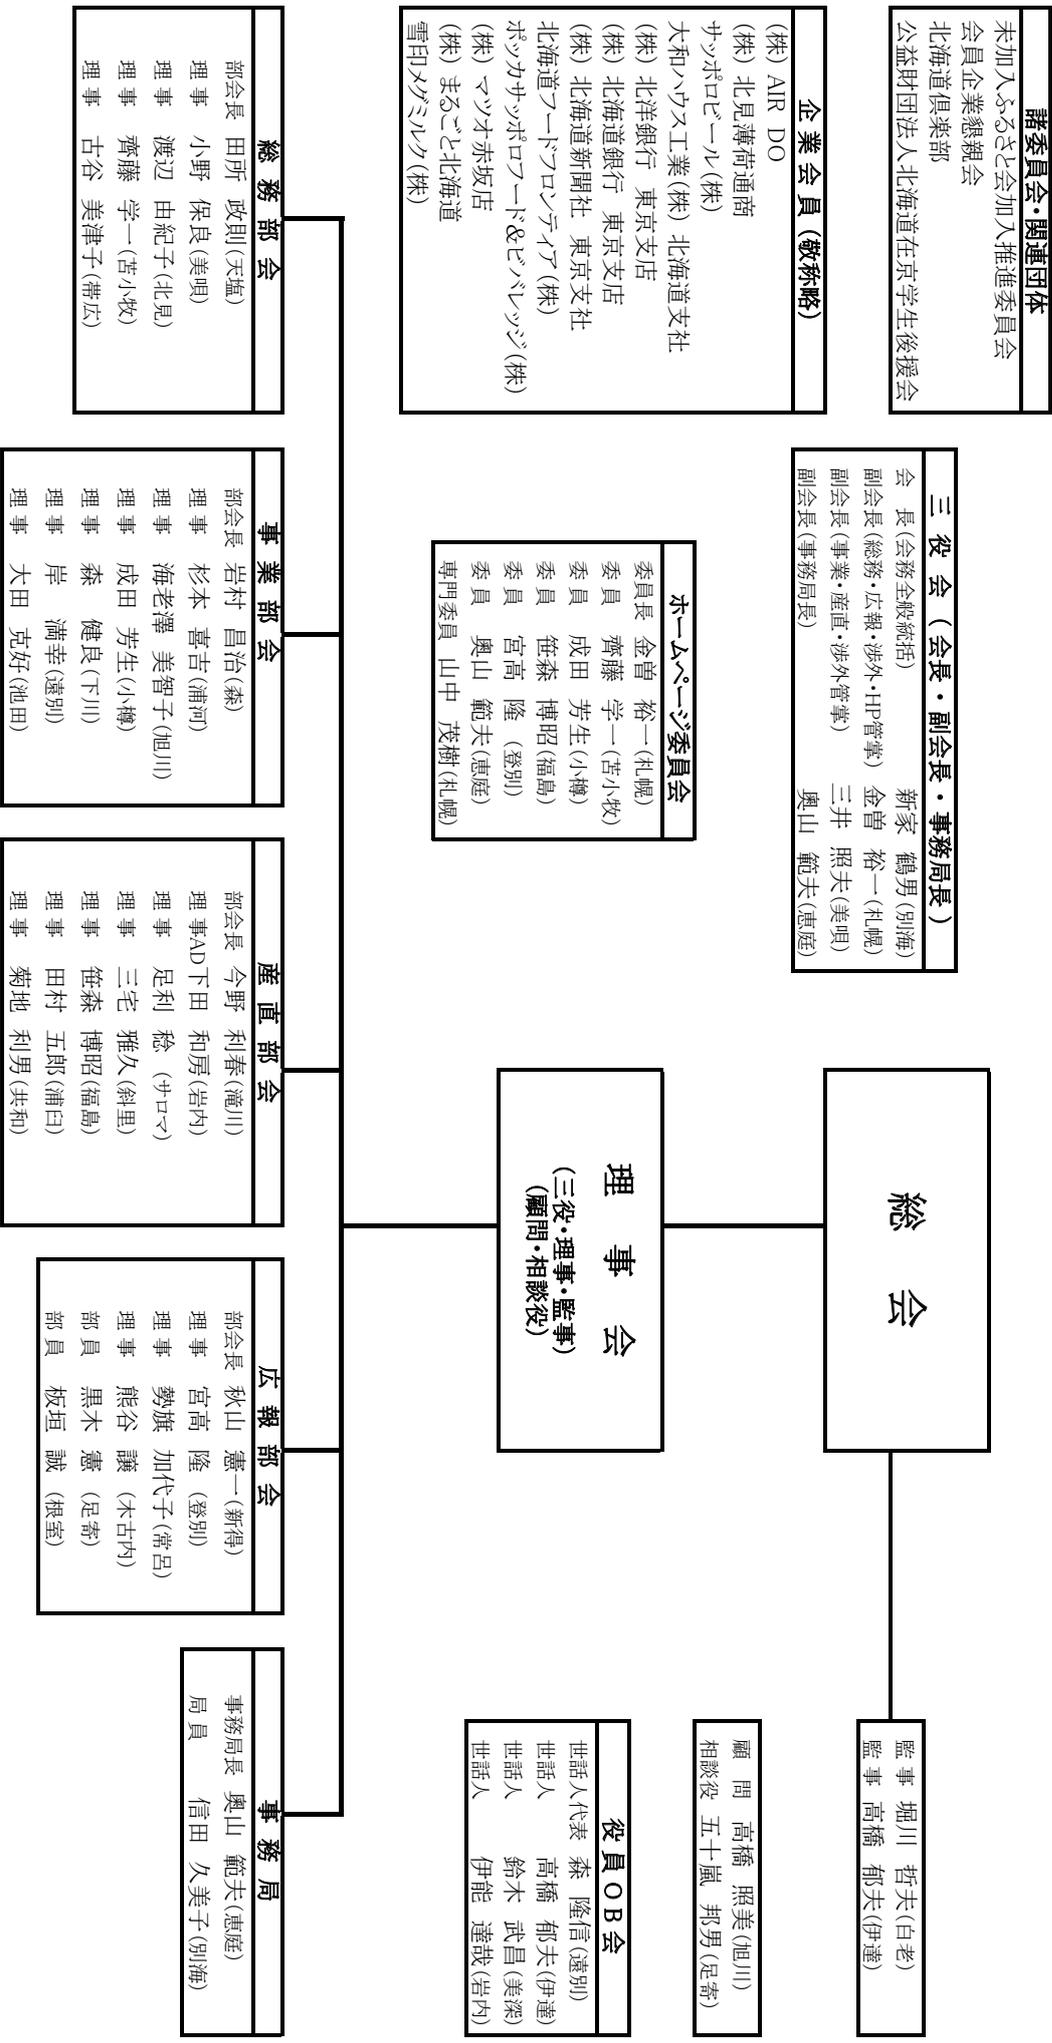 総 会
監 事 堀川 哲夫(白老)
監 事 高橋 郁夫(伊達)
顧 問 高橋 照美(旭川)
相談役 五十嵐 邦男(足寄)
理 事 会
(三役・理事・監事)
(顧問・相談役)
役 員 O B 会
世話人代表 森 隆信(遠別)
世話人 高橋 郁夫(伊達)
世話人 鈴木 武昌(美深)
世話人 伊能 達哉(岩内)
諸委員会・関連団体
未加入ふるさと会加入推進委員会
会員企業懇親会
北海道倶楽部
公益財団法人北海道在京学生後援会
三 役 会 ( 会長・副会長・事務局長 )
会 長(会務全般統括) 新家 鶴男(別海)
副会長(総務・広報・渉外・HP管掌) 金曽 裕一(札幌)
副会長(事業・産直・渉外管掌) 三井 照夫(美唄)
副会長(事務局長) 奥山 範夫(恵庭)
企 業 会 員 (敬称略)
(株) AIR DO
(株) 北見薄荷通商
サッポロビール(株)
大和ハウス工業(株) 北海道支社
(株) 北洋銀行 東京支店
(株) 北海道銀行 東京支店
(株) 北海道新聞社 東京支社
北海道フードフロンティア(株)
ポッカサッポロフード&ビバレッジ(株)
(株) マツオ赤坂店
(株) まるごと北海道
雪印メグミルク(株)
ホームページ委員会
委員長 金曽 裕一(札幌)
委 員 齊藤 学一(苫小牧)
委 員 成田 芳生(小樽)
委 員 笹森 博昭(福島)
委 員 宮高 隆 (登別)
委 員 奥山 範夫(恵庭)
専門委員 山中 茂樹(札幌)
総 務 部 会
部会長 田所 政則(天塩)
理 事 小野 保良(美唄)
理 事 渡辺 由紀子(北見)
理 事 齊藤 学一(苫小牧)
理 事 古谷 美津子(帯広)
事 業 部 会
部会長 岩村 昌治(森)
理 事 杉本 喜吉(浦河)
理 事 海老澤 美智子(旭川)
理 事 成田 芳生(小樽)
理 事 森 健良(下川)
理 事 岸 満幸(遠別)
理 事 大田 克好(池田)
産 直 部 会
部会長 今野 利春(滝川)
理 事AD下田 和房(岩内)
理 事 足利 稔 (サロマ)
理 事 三宅 雅久(斜里)
理 事 笹森 博昭(福島)
理 事 田村 五郎(浦臼)
理 事 菊地 利男(共和)
広 報 部 会
部会長 秋山 憲一(新得)
理 事 宮高 隆 (登別)
理 事 勢旗 加代子(常呂)
理 事 熊谷 譲 (木古内)
部 員 黒木 憲 (足寄)
部 員 板垣 誠 (根室)
事 務 局
事務局長 奥山 範夫(恵庭)
局 員 信田 久美子(別海)